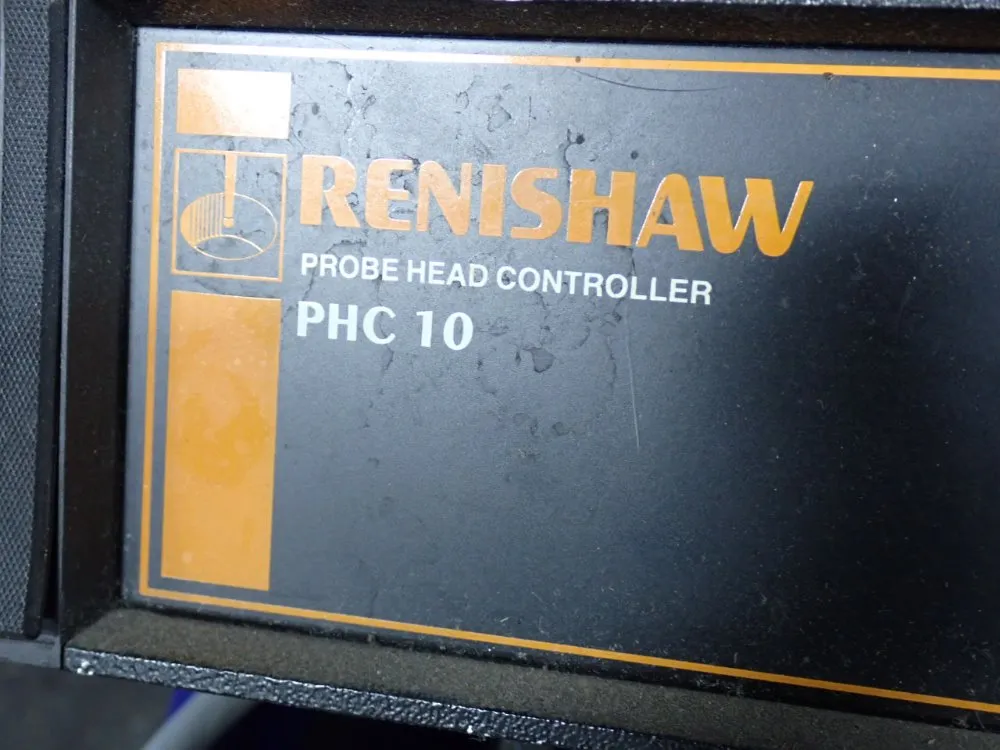 RENISHAW
PROBE HEAD CONTROLLER
PHC 10